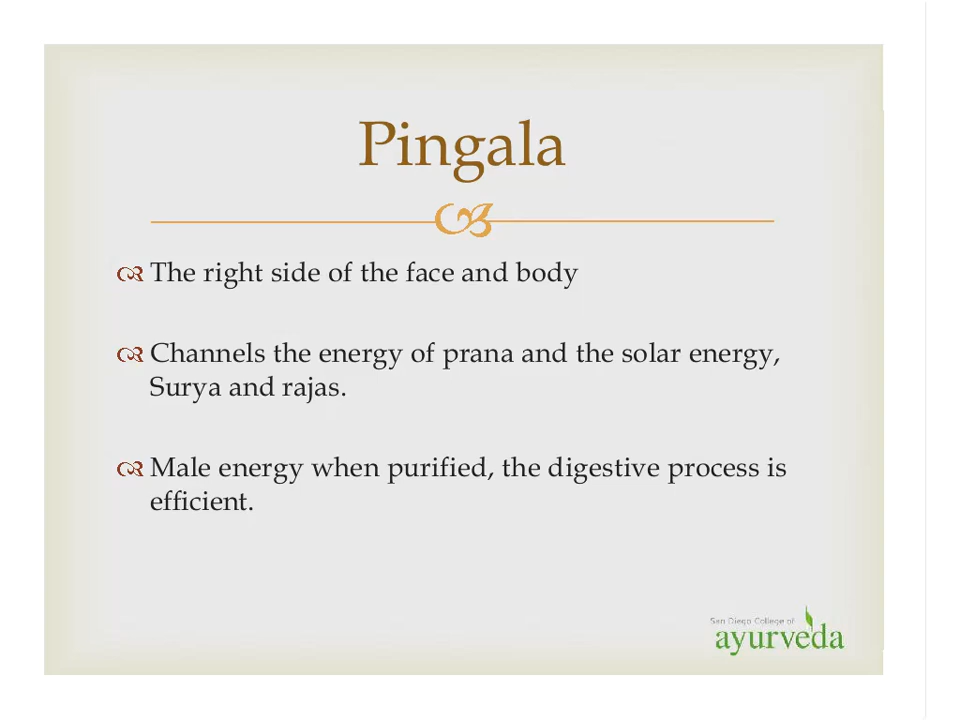 Pingala
The right side of the face and body
Channels the energy of prana and the solar energy,
Surya and rajas.
Male energy when purified, the digestive process is
efficient.
San Diego College of
ayurveda